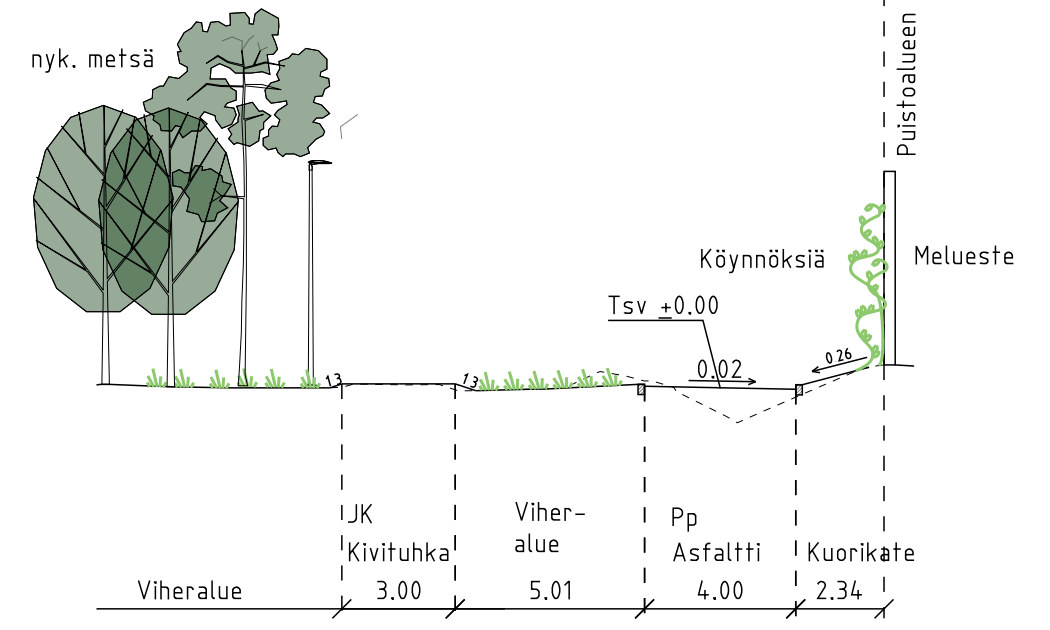 nyk. metsä
Puistoalueen
Köynnöksiä
Melueste
Tsv ±0.00
0.26
0.02
1:3
1:3
JK
Kivituhka
3.00
Viher-
alue
5.01
Pp
Asfaltti
4.00
Kuorikate
2.34
Viheralue